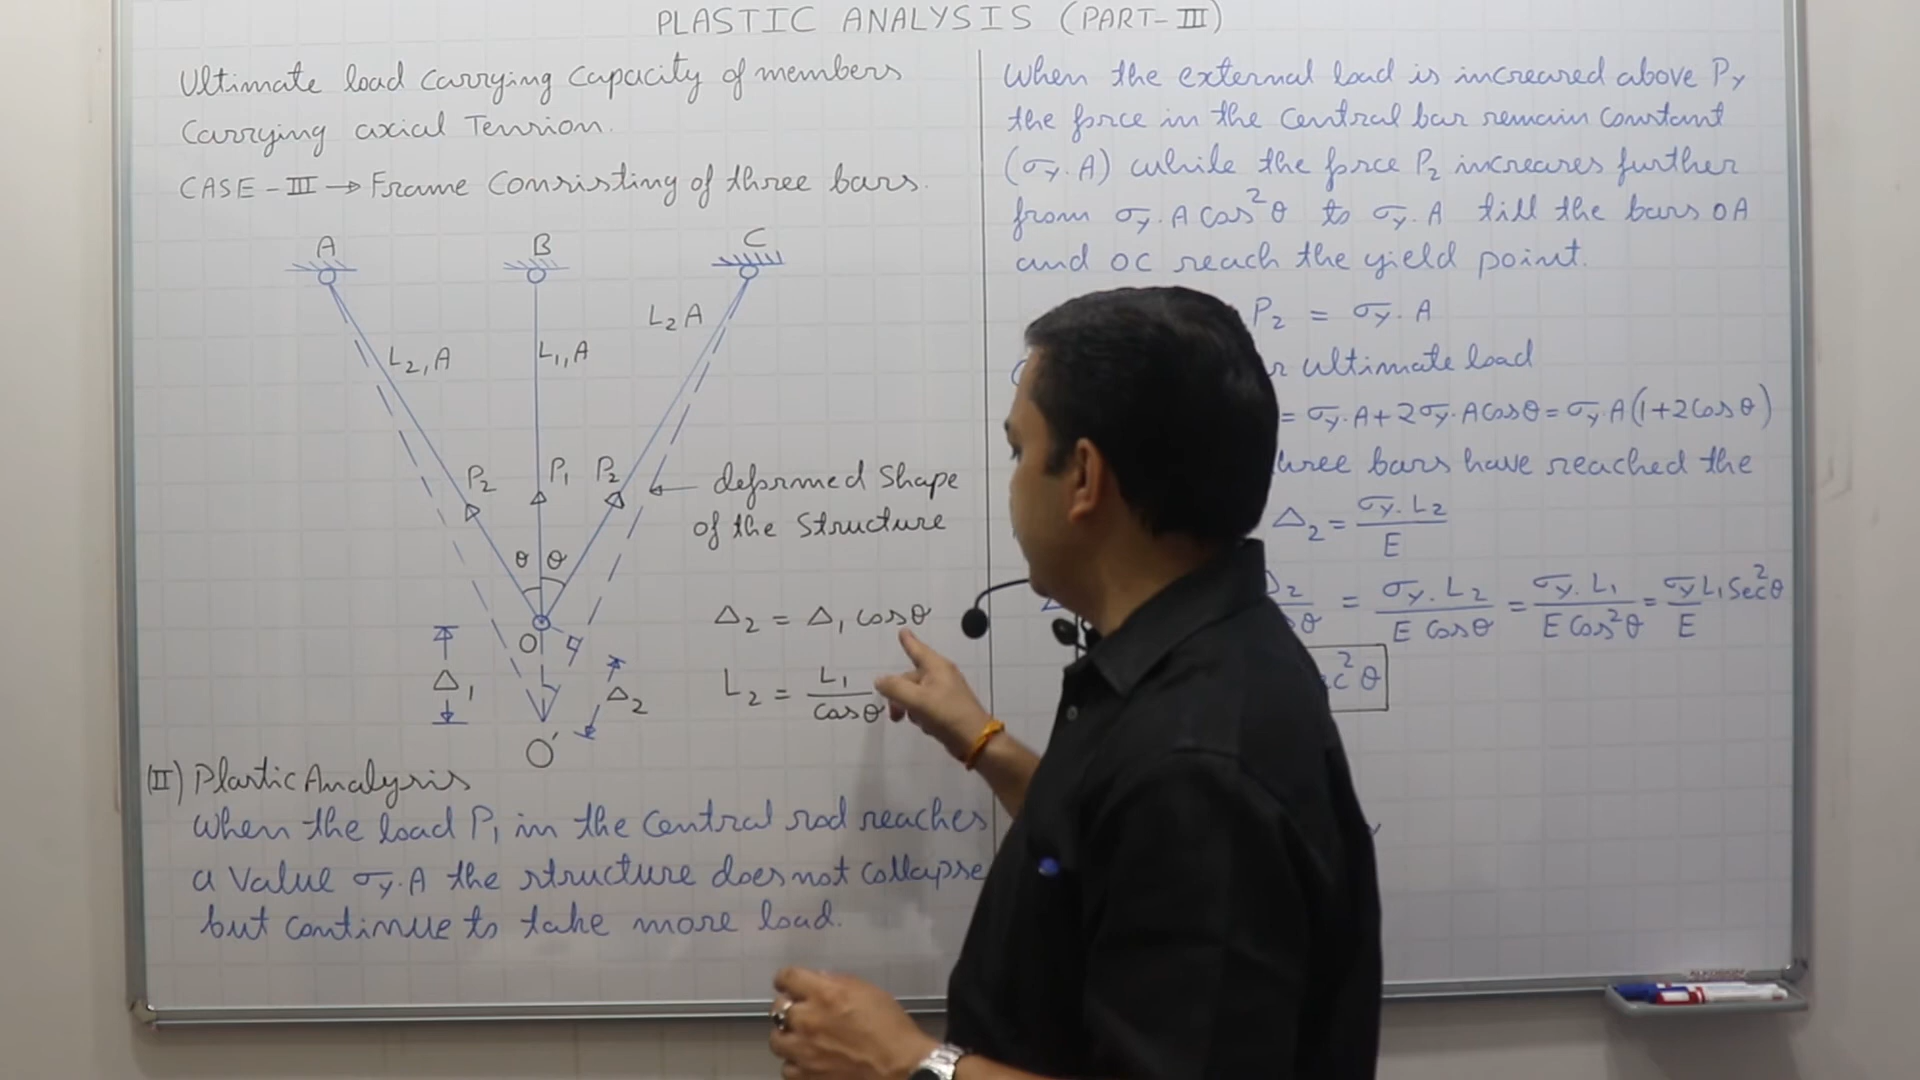 PLASTIC ANALYSIS (PART-III)
Ultimate load carrying capacity of members
carrying axial Tension.
CASE-III → Frame consisting of three bars.
A
B
C
L₂, A
L₁, A
L₂ A
P₂
P₁
P₂
deformed shape
of the structure
θ θ
O
Δ₁
Δ₂
O'
Δ₂ = Δ₁ cosθ
L₂ = L₁ / cosθ
(II) Plastic Analysis
When the load P₁ in the central rod reaches
a value σy.A the structure does not collapse
but continue to take more load.
When the external load is increased above Py
the force in the central bar remain constant
(σy.A) while the force P₂ increases further
from σy.A cos²θ to σy.A till the bars OA
and OC reach the yield point.
P₂ = σy.A
ultimate load
= σy.A + 2σy.A cosθ = σy.A(1+2cosθ)
bars have reached the
Δ₂ = σy.L₂ / E
= σy.L₂ / E cosθ = σy.L₁ / E cos²θ = σy L₁ sec²θ / E
²θ